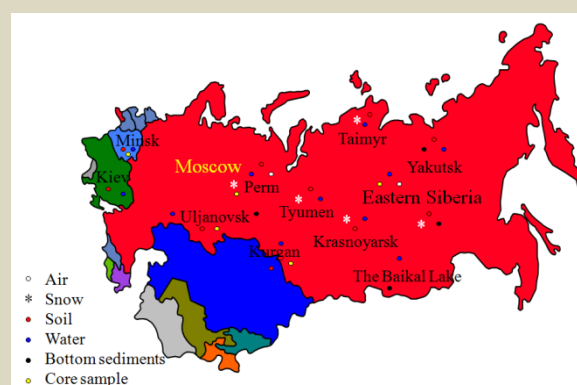 Taimyr
Minsk
Yakutsk
Moscow
Perm
Kiev
Eastern Siberia
Tyumen
Uljanovsk
Krasnoyarsk
Kurgan
The Baikal Lake
Air
Snow
Soil
Water
Bottom sediments
Core sample